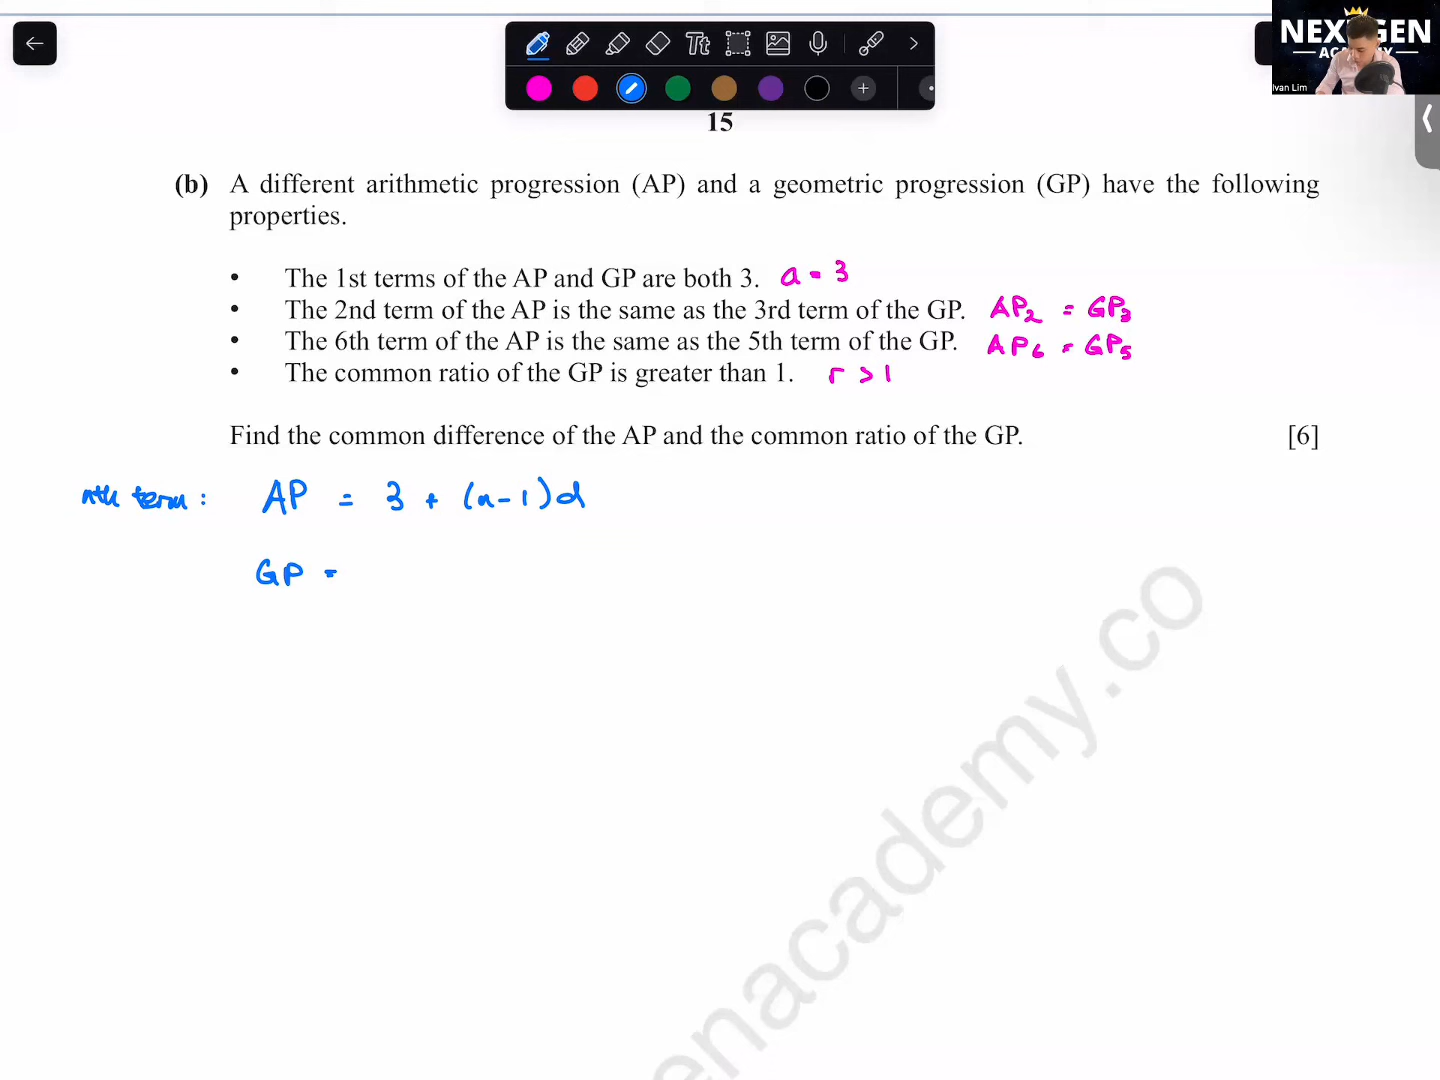 NEXTGEN
ACADEMY
Ivan Lim
Tt
15
(b) A different arithmetic progression (AP) and a geometric progression (GP) have the following
properties.
• The 1st terms of the AP and GP are both 3. a = 3
• The 2nd term of the AP is the same as the 3rd term of the GP. AP₂ = GP₃
• The 6th term of the AP is the same as the 5th term of the GP. AP₆ = GP₅
• The common ratio of the GP is greater than 1. r > 1
Find the common difference of the AP and the common ratio of the GP. [6]
nth term: AP = 3 + (n-1)d
GP =
enacademy.co